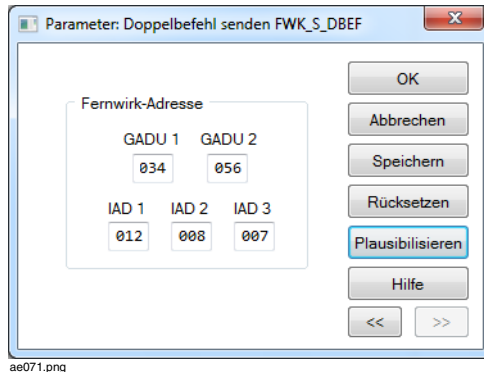 Parameter: Doppelbefehl senden FWK_S_DBEF
x
Fernwirk-Adresse
GADU 1 GADU 2
034 056
IAD 1 IAD 2 IAD 3
012 008 007
OK
Abbrechen
Speichern
Rücksetzen
Plausibilisieren
Hilfe
<< >>
ae071.png